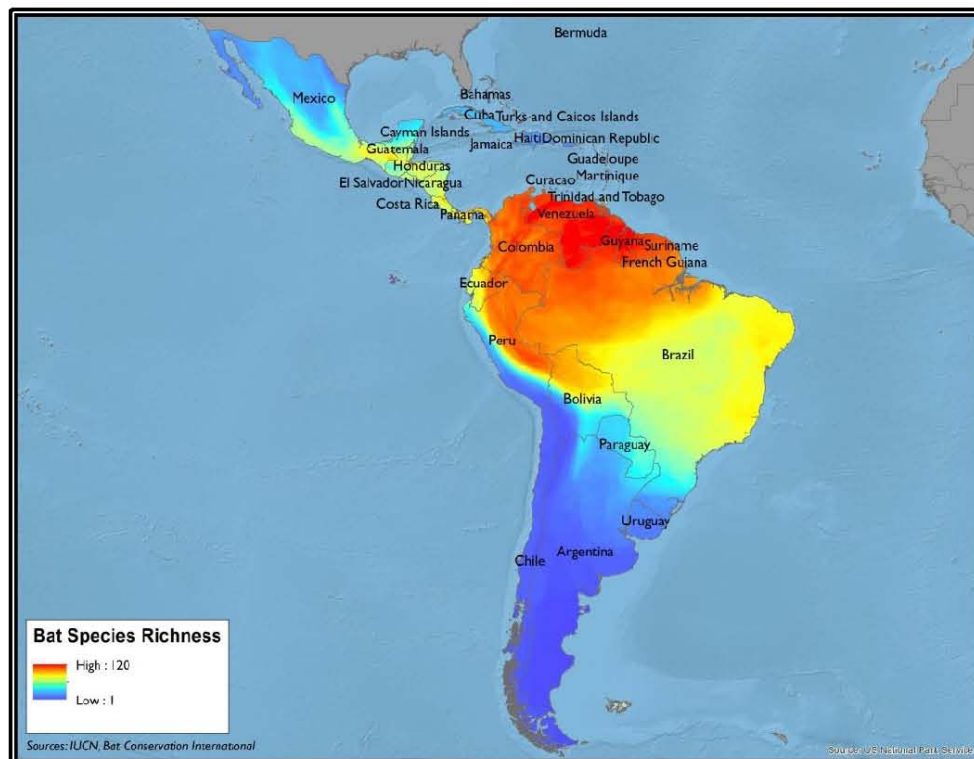 Bermuda
Mexico
Bahamas
Cuba Turks and Caicos Islands
Cayman Islands
Haiti Dominican Republic
Jamaica
Guatemala
Guadeloupe
Honduras
Martinique
Curacao
El Salvador Nicaragua
Trinidad and Tobago
Costa Rica
Panama
Venezuela
Colombia
Guyana
Suriname
French Guiana
Ecuador
Peru
Brazil
Bolivia
Paraguay
Uruguay
Argentina
Chile
Bat Species Richness
High : 120
Low : 1
Sources: IUCN, Bat Conservation International
Source: US National Park Service